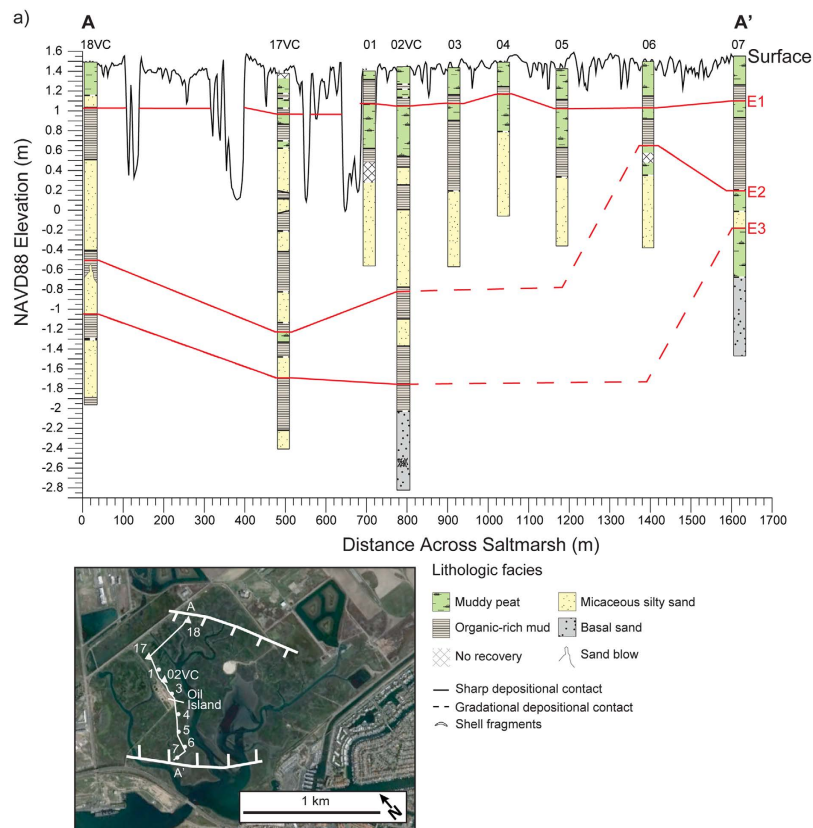 a)
A
A'
18VC 17VC 01 02VC 03 04 05 06 07
Surface
1.6
1.4
1.2
1
0.8
0.6
0.4
0.2
0
-0.2
-0.4
-0.6
-0.8
-1
-1.2
-1.4
-1.6
-1.8
-2
-2.2
-2.4
-2.6
-2.8
NAVD88 Elevation (m)
E1
E2
E3
0 100 200 300 400 500 600 700 800 900 1000 1100 1200 1300 1400 1500 1600 1700
Distance Across Saltmarsh (m)
A
18
17
1
02VC
3
Oil
Island
4
5
6
7
A'
1 km
N
Lithologic facies
Muddy peat
Micaceous silty sand
Organic-rich mud
Basal sand
No recovery
Sand blow
Sharp depositional contact
Gradational depositional contact
Shell fragments